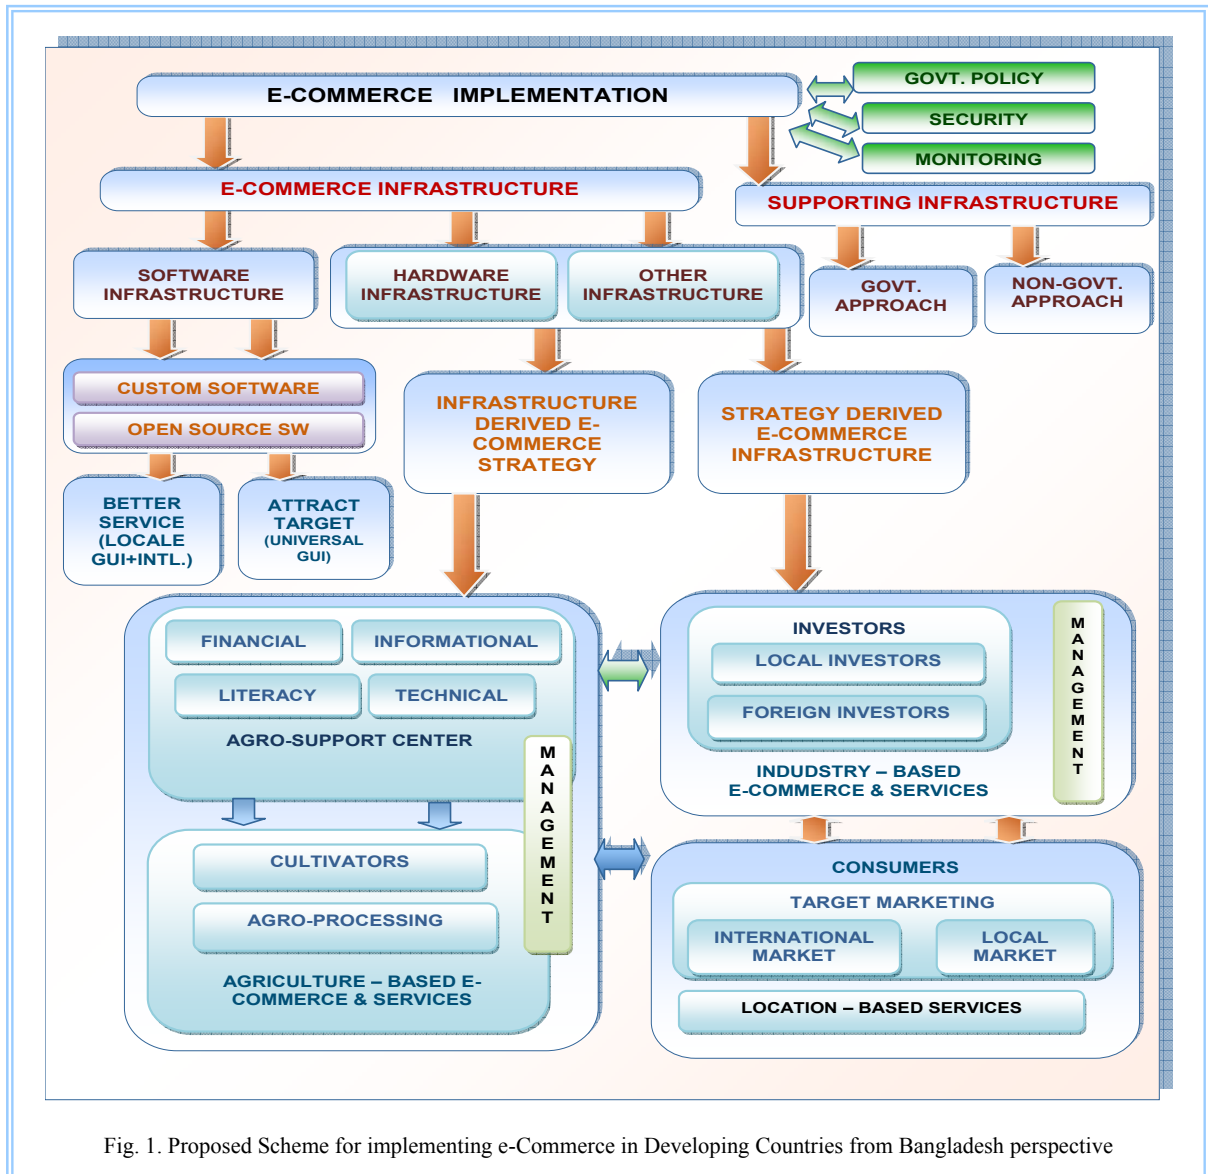 E-COMMERCE IMPLEMENTATION
GOVT. POLICY
SECURITY
MONITORING
E-COMMERCE INFRASTRUCTURE
SUPPORTING INFRASTRUCTURE
SOFTWARE
INFRASTRUCTURE
HARDWARE
INFRASTRUCTURE
OTHER
INFRASTRUCTURE
GOVT.
APPROACH
NON-GOVT.
APPROACH
CUSTOM SOFTWARE
OPEN SOURCE SW
INFRASTRUCTURE
DERIVED E-
COMMERCE
STRATEGY
STRATEGY DERIVED
E-COMMERCE
INFRASTRUCTURE
BETTER
SERVICE
(LOCALE
GUI+INTL.)
ATTRACT
TARGET
(UNIVERSAL
GUI)
FINANCIAL
INFORMATIONAL
LITERACY
TECHNICAL
AGRO-SUPPORT CENTER
MANAGEMENT
CULTIVATORS
AGRO-PROCESSING
AGRICULTURE – BASED E-
COMMERCE & SERVICES
INVESTORS
LOCAL INVESTORS
FOREIGN INVESTORS
INDUDSTRY – BASED
E-COMMERCE & SERVICES
MANAGEMENT
CONSUMERS
TARGET MARKETING
INTERNATIONAL
MARKET
LOCAL
MARKET
LOCATION – BASED SERVICES
Fig. 1. Proposed Scheme for implementing e-Commerce in Developing Countries from Bangladesh perspective